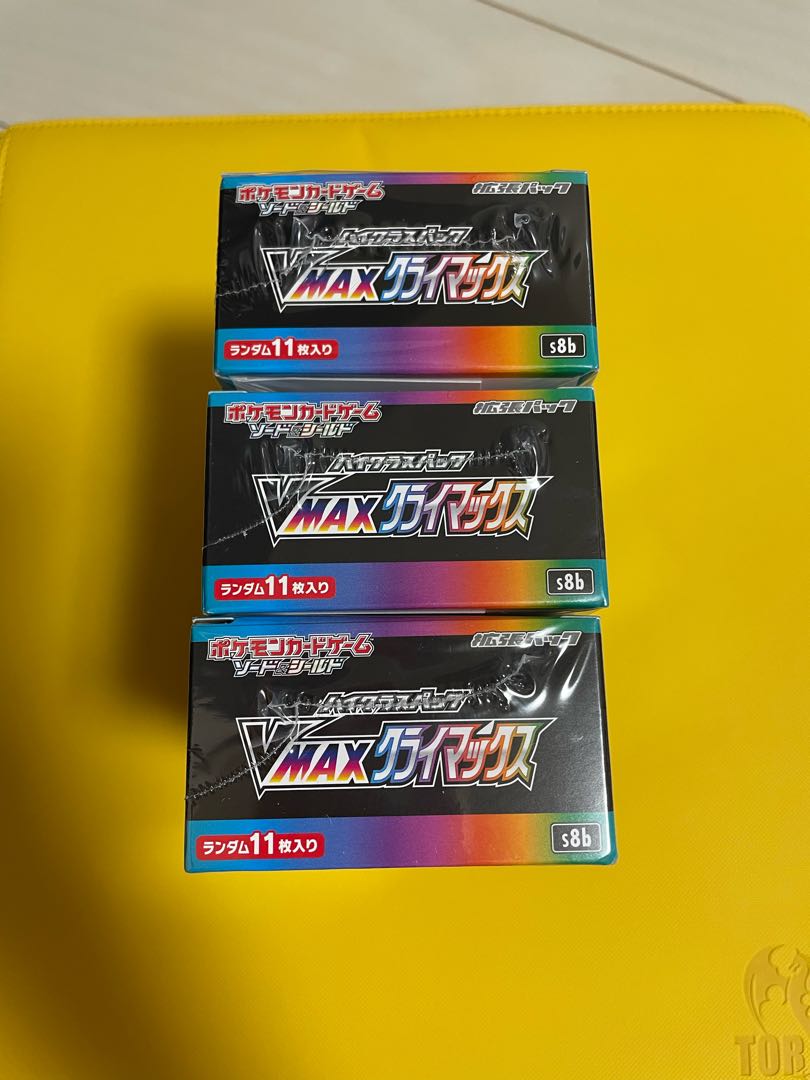 ポケモンカードゲーム
ソード&シールド
拡張パック
ハイクラスパック
VMAXクライマックス
ランダム11枚入り
s8b
ポケモンカードゲーム
ソード&シールド
拡張パック
ハイクラスパック
VMAXクライマックス
ランダム11枚入り
s8b
ポケモンカードゲーム
ソード&シールド
拡張パック
ハイクラスパック
VMAXクライマックス
ランダム11枚入り
s8b
TOR